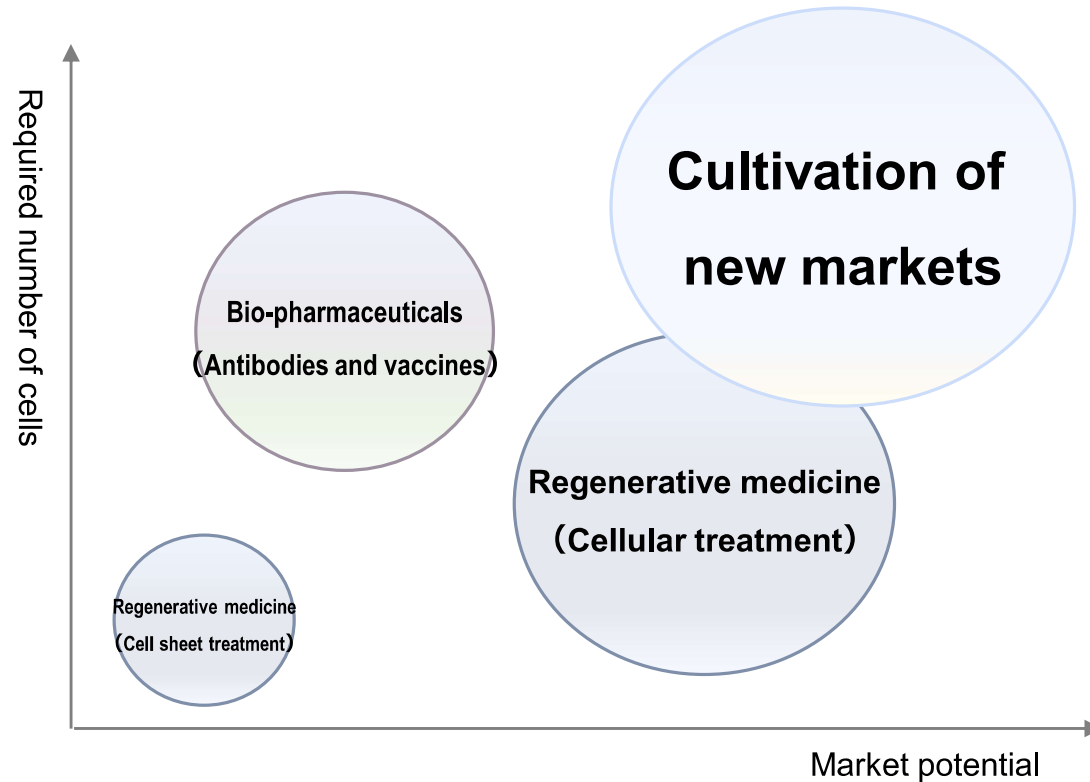 Required number of cells
Cultivation of
new markets
Bio-pharmaceuticals
（Antibodies and vaccines）
Regenerative medicine
（Cellular treatment）
Regenerative medicine
（Cell sheet treatment）
Market potential